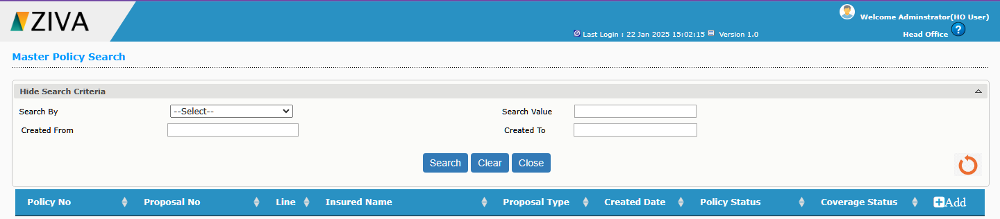 ZIVA
Welcome Adminstrator(HO User)
Last Login : 22 Jan 2025 15:02:15 Version 1.0
Head Office ?
Master Policy Search
Hide Search Criteria
Search By --Select-- Search Value
Created From Created To
Search Clear Close
Policy No Proposal No Line Insured Name Proposal Type Created Date Policy Status Coverage Status Add